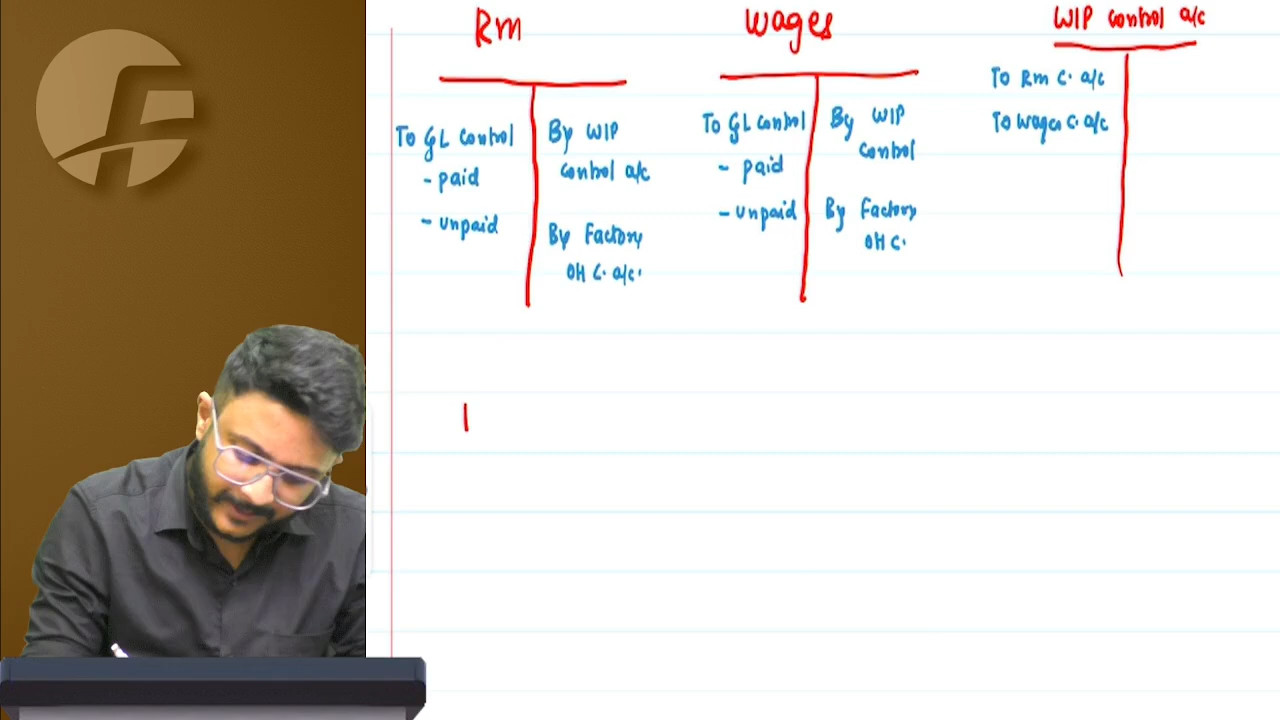 Rm
To GL control
- paid
- unpaid
By WIP
control a/c
By Factory
OH C. a/c.
Wages
To GL control
- paid
- unpaid
By WIP
control
By Factory
OH C.
WIP control a/c
To Rm C. a/c
To Wages C. a/c